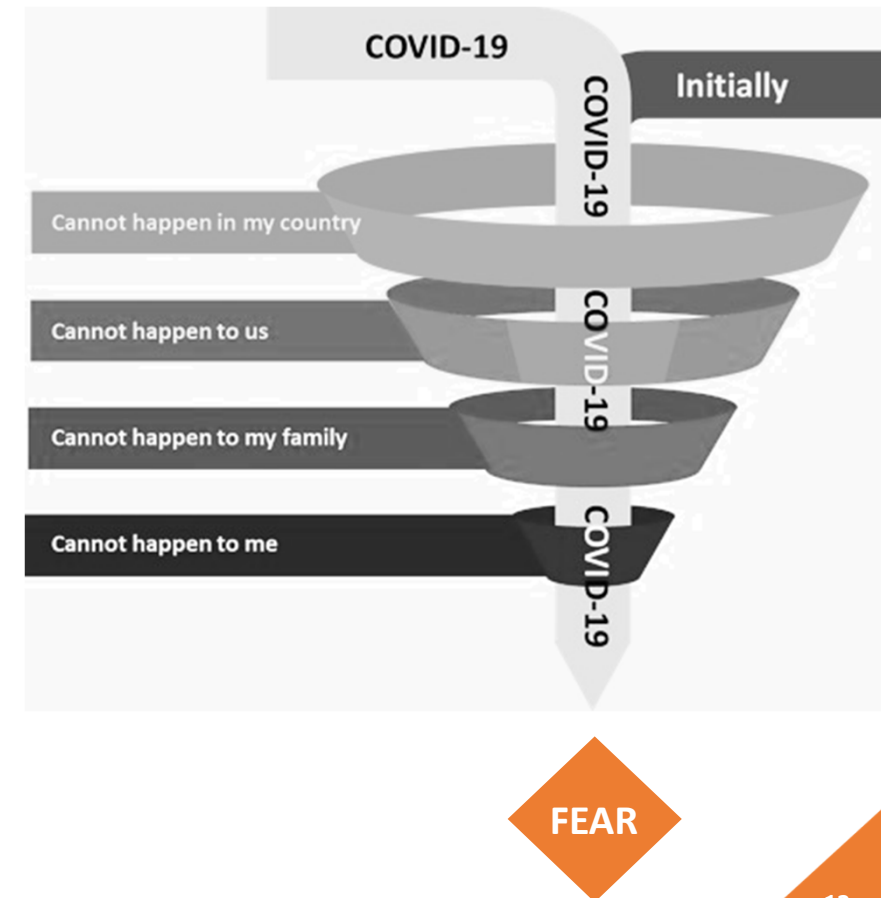 COVID-19
Initially
COVID-19
Cannot happen in my country
Cannot happen to us
COVID-19
Cannot happen to my family
Cannot happen to me
COVID-19
FEAR